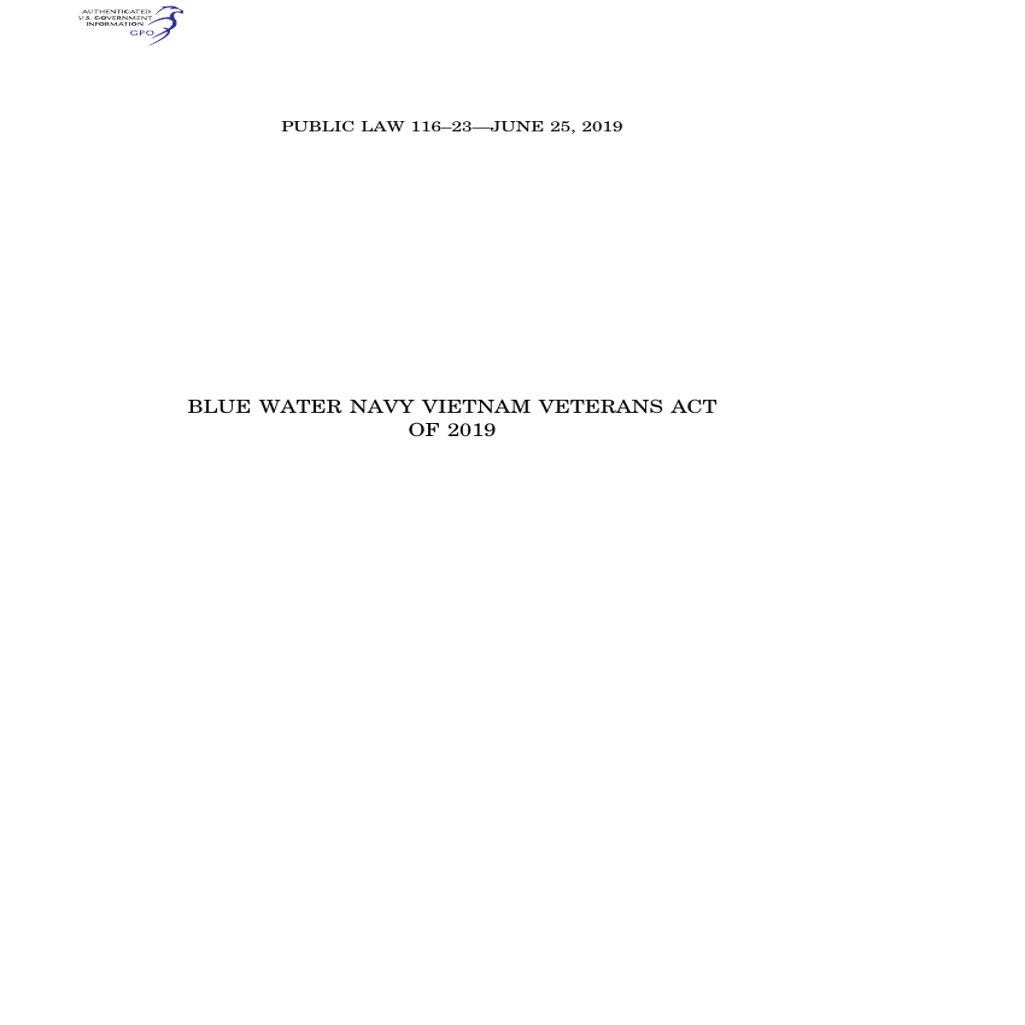 AUTHENTICATED
U.S. GOVERNMENT
INFORMATION
GPO
PUBLIC LAW 116–23—JUNE 25, 2019
BLUE WATER NAVY VIETNAM VETERANS ACT
OF 2019